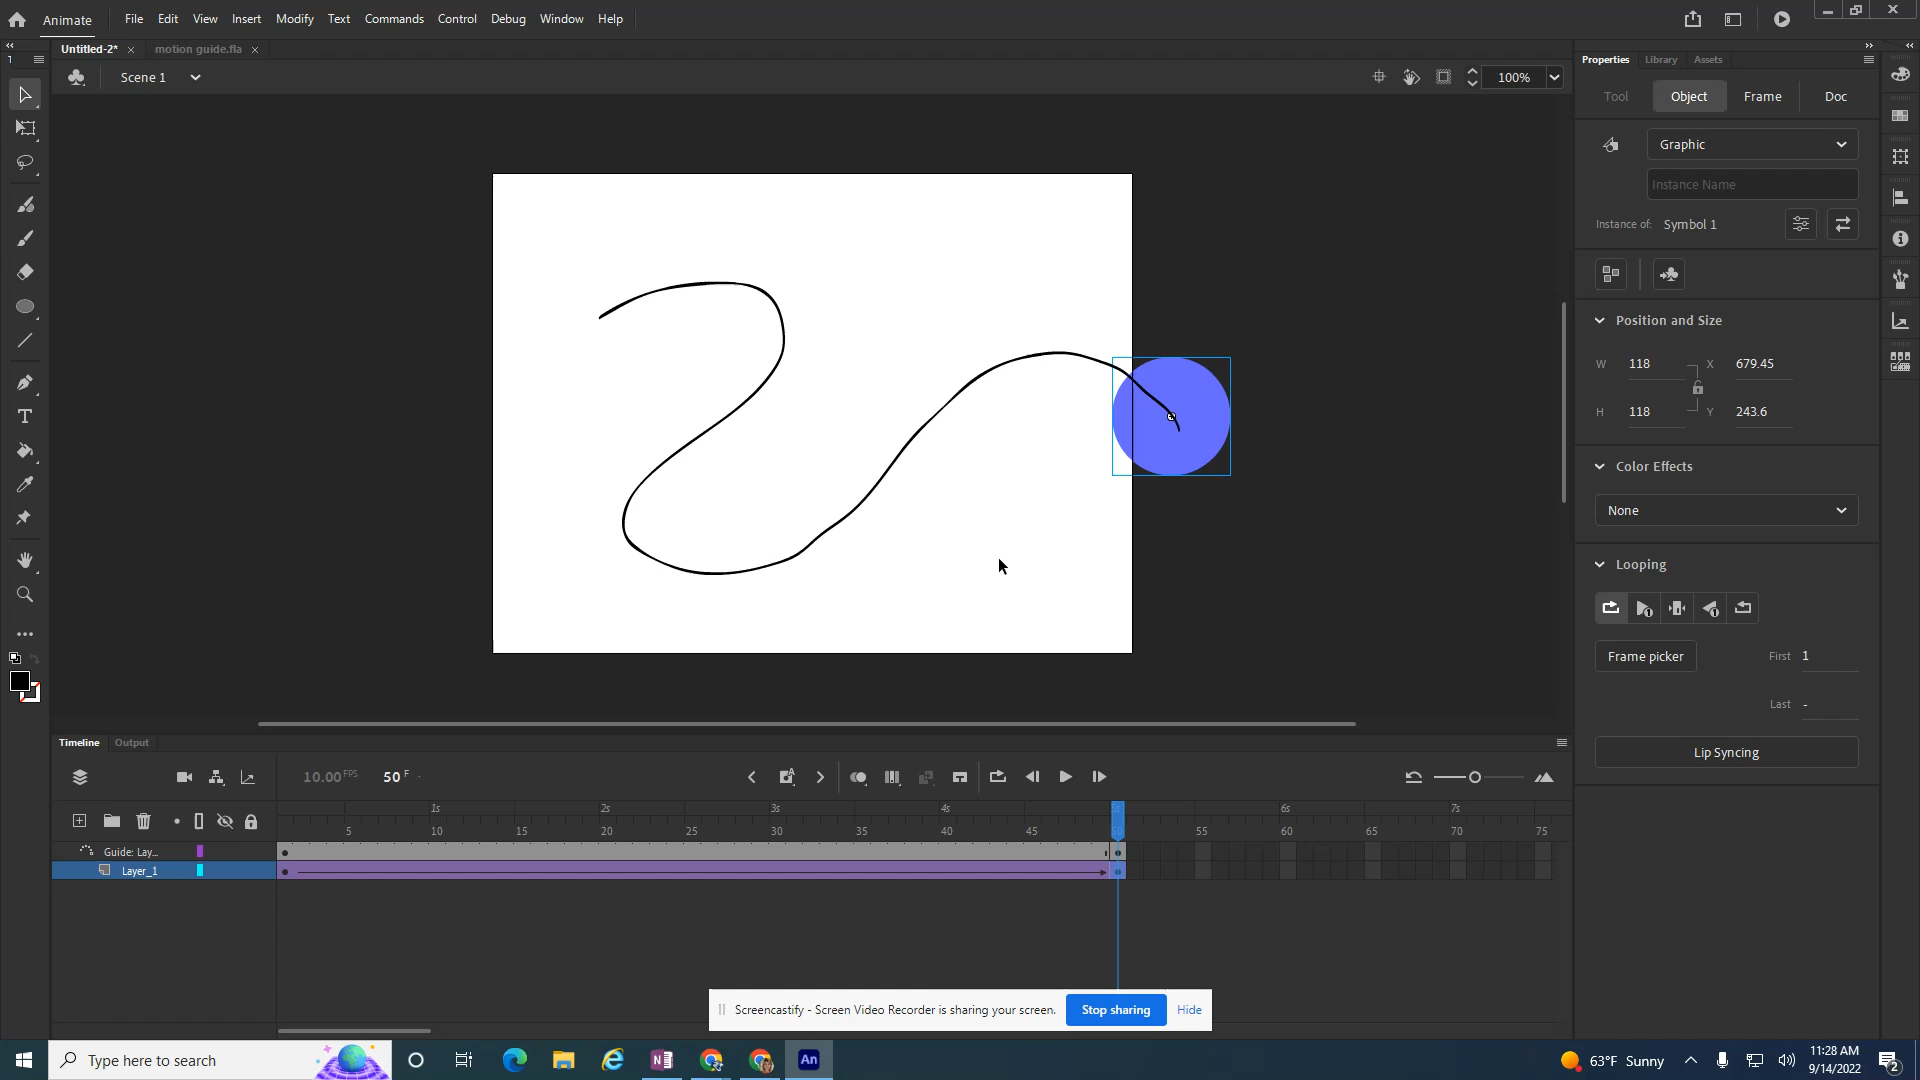 Animate File Edit View Insert Modify Text Commands Control Debug Window Help
Untitled-2* × motion guide.fla ×
Scene 1
100%
Properties Library Assets
Tool Object Frame Doc
Graphic
Instance Name
Instance of: Symbol 1
Position and Size
W 118 X 679.45
H 118 Y 243.6
Color Effects
None
Looping
Frame picker First 1
Last -
Lip Syncing
Timeline Output
10.00 FPS 50 F
1s 2s 3s 4s 5s 6s 7s
5 10 15 20 25 30 35 40 45 50 55 60 65 70 75
Guide: Lay...
Layer_1
Screencastify - Screen Video Recorder is sharing your screen. Stop sharing Hide
Type here to search
An
63°F Sunny
11:28 AM
9/14/2022
2